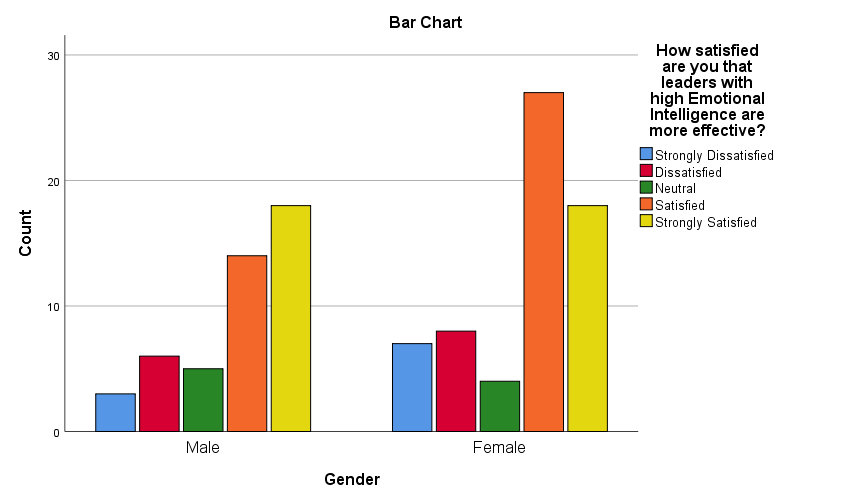 Bar Chart
30
20
10
0
Count
Male
Female
Gender
How satisfied
are you that
leaders with
high Emotional
Intelligence are
more effective?
Strongly Dissatisfied
Dissatisfied
Neutral
Satisfied
Strongly Satisfied